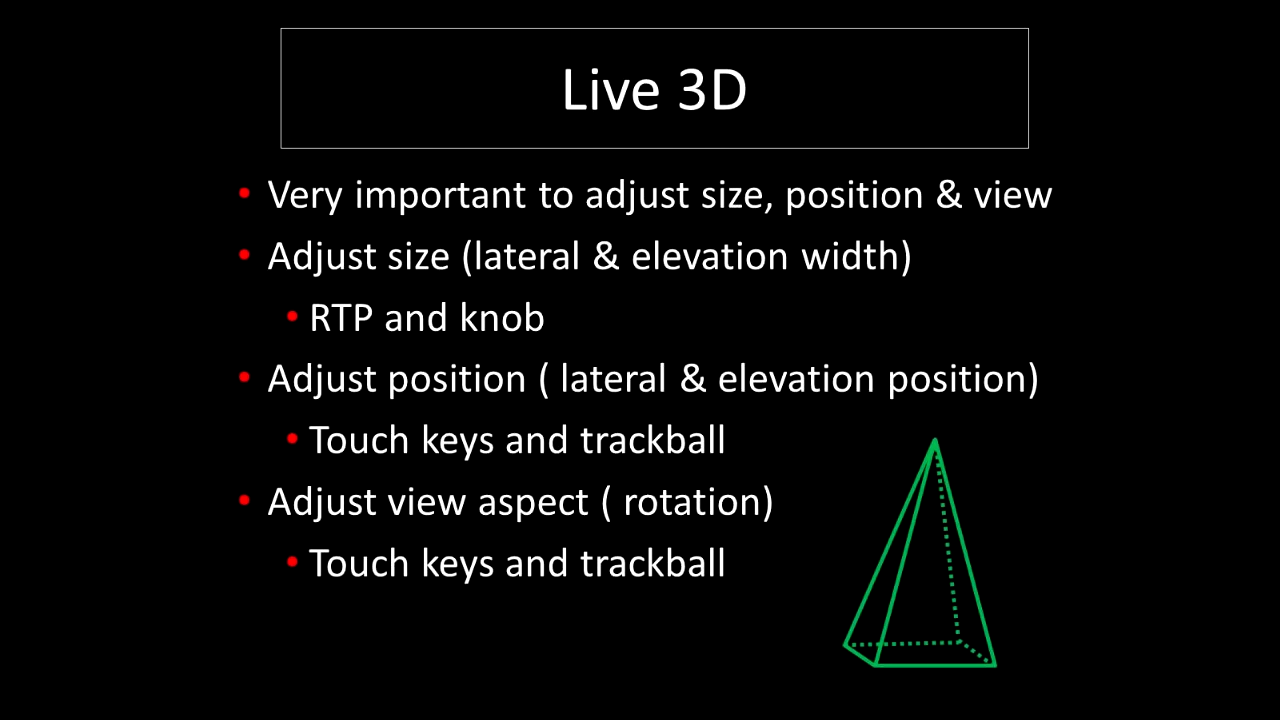 Live 3D
• Very important to adjust size, position & view
• Adjust size (lateral & elevation width)
• RTP and knob
• Adjust position ( lateral & elevation position)
• Touch keys and trackball
• Adjust view aspect ( rotation)
• Touch keys and trackball